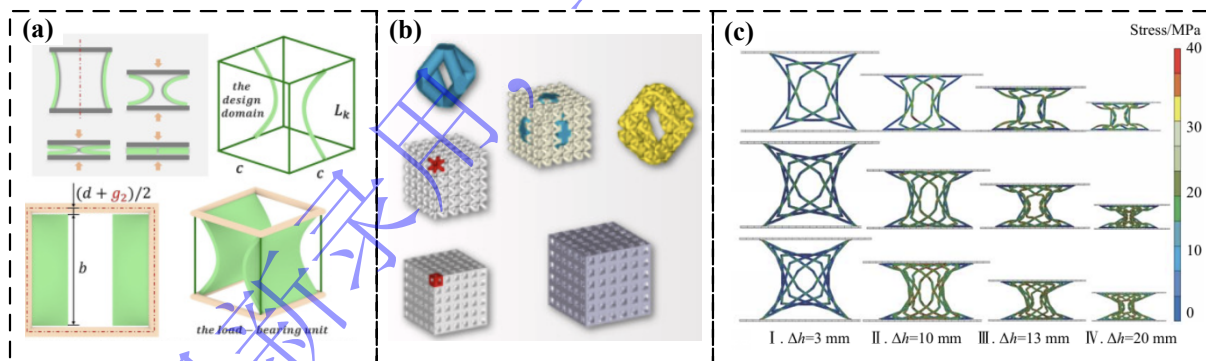 (a)
the
design
domain
L_k
c
c
(d + g_2)/2
b
the load – bearing unit
(b)
(c)
Stress/MPa
40
30
20
10
0
Ⅰ. Δh=3 mm
Ⅱ. Δh=10 mm
Ⅲ. Δh=13 mm
Ⅳ. Δh=20 mm